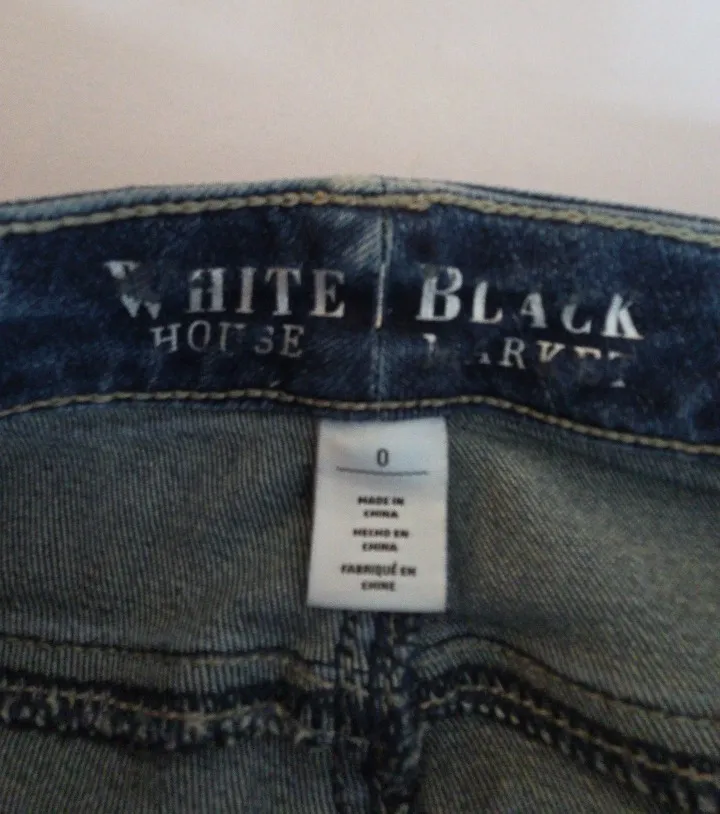 WHITE | BLACK
HOUSE MARKET
0
MADE IN
CHINA
HECHO EN
CHINA
FABRIQUÉ EN
CHINE